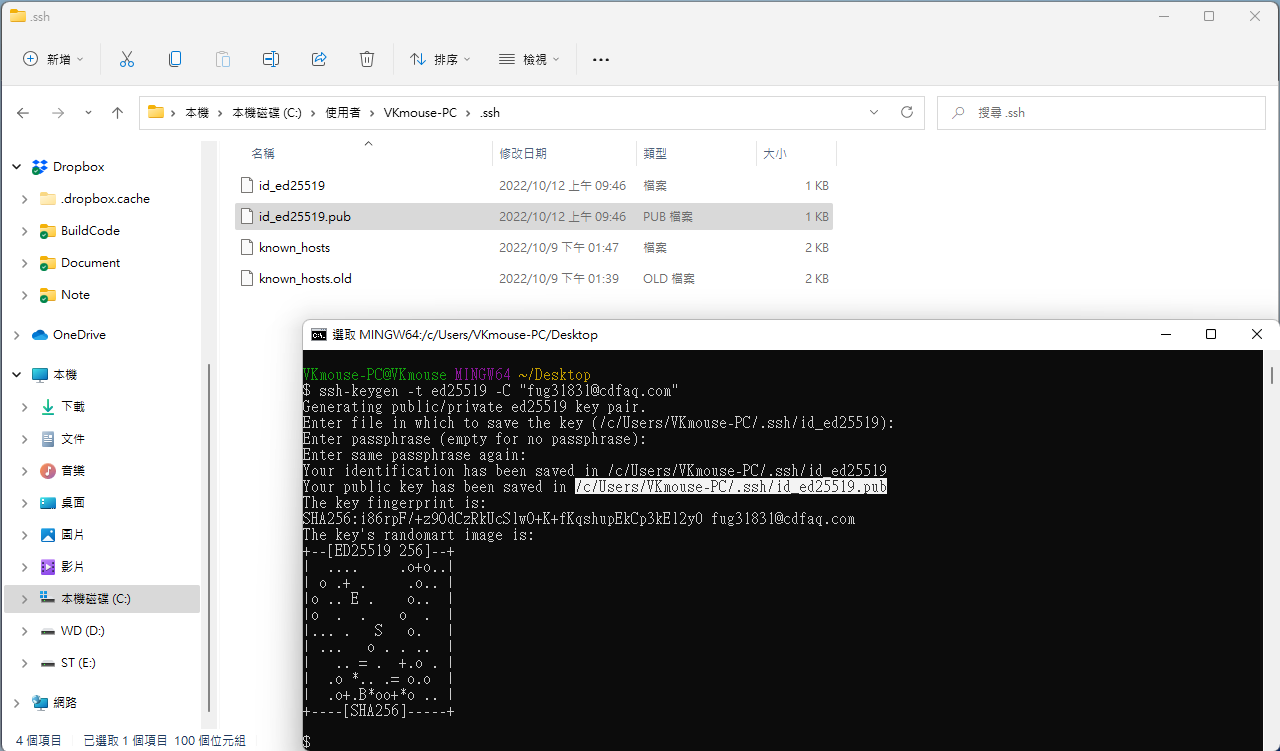 .ssh
新增
排序
檢視
本機 > 本機磁碟 (C:) > 使用者 > VKmouse-PC > .ssh
搜尋 .ssh
名稱 修改日期 類型 大小
id_ed25519 2022/10/12 上午 09:46 檔案 1 KB
id_ed25519.pub 2022/10/12 上午 09:46 PUB 檔案 1 KB
known_hosts 2022/10/9 下午 01:47 檔案 2 KB
known_hosts.old 2022/10/9 下午 01:39 OLD 檔案 2 KB
Dropbox
.dropbox.cache
BuildCode
Document
Note
OneDrive
本機
下載
文件
音樂
桌面
圖片
影片
本機磁碟 (C:)
WD (D:)
ST (E:)
網路
4 個項目 已選取 1 個項目 100 個位元組
選取 MINGW64:/c/Users/VKmouse-PC/Desktop
VKmouse-PC@VKmouse MINGW64 ~/Desktop
$ ssh-keygen -t ed25519 -C "fug31831@cdfaq.com"
Generating public/private ed25519 key pair.
Enter file in which to save the key (/c/Users/VKmouse-PC/.ssh/id_ed25519):
Enter passphrase (empty for no passphrase):
Enter same passphrase again:
Your identification has been saved in /c/Users/VKmouse-PC/.ssh/id_ed25519
Your public key has been saved in /c/Users/VKmouse-PC/.ssh/id_ed25519.pub
The key fingerprint is:
SHA256:i86rpF/+z9OdCzRkUcSlwO+K+fKqshupEkCp3kEl2y0 fug31831@cdfaq.com
The key's randomart image is:
+--[ED25519 256]--+
|  ....     .o+o..|
| o .+ .     .o.. |
|o .. E .    o..  |
|o  .  .    o  .  |
|... .   S   o.   |
| ...   o . . ..  |
|   .. = .  +.o . |
|  .o *.. .= o.o  |
|  .o+.B*oo+*o .. |
+----[SHA256]-----+
$